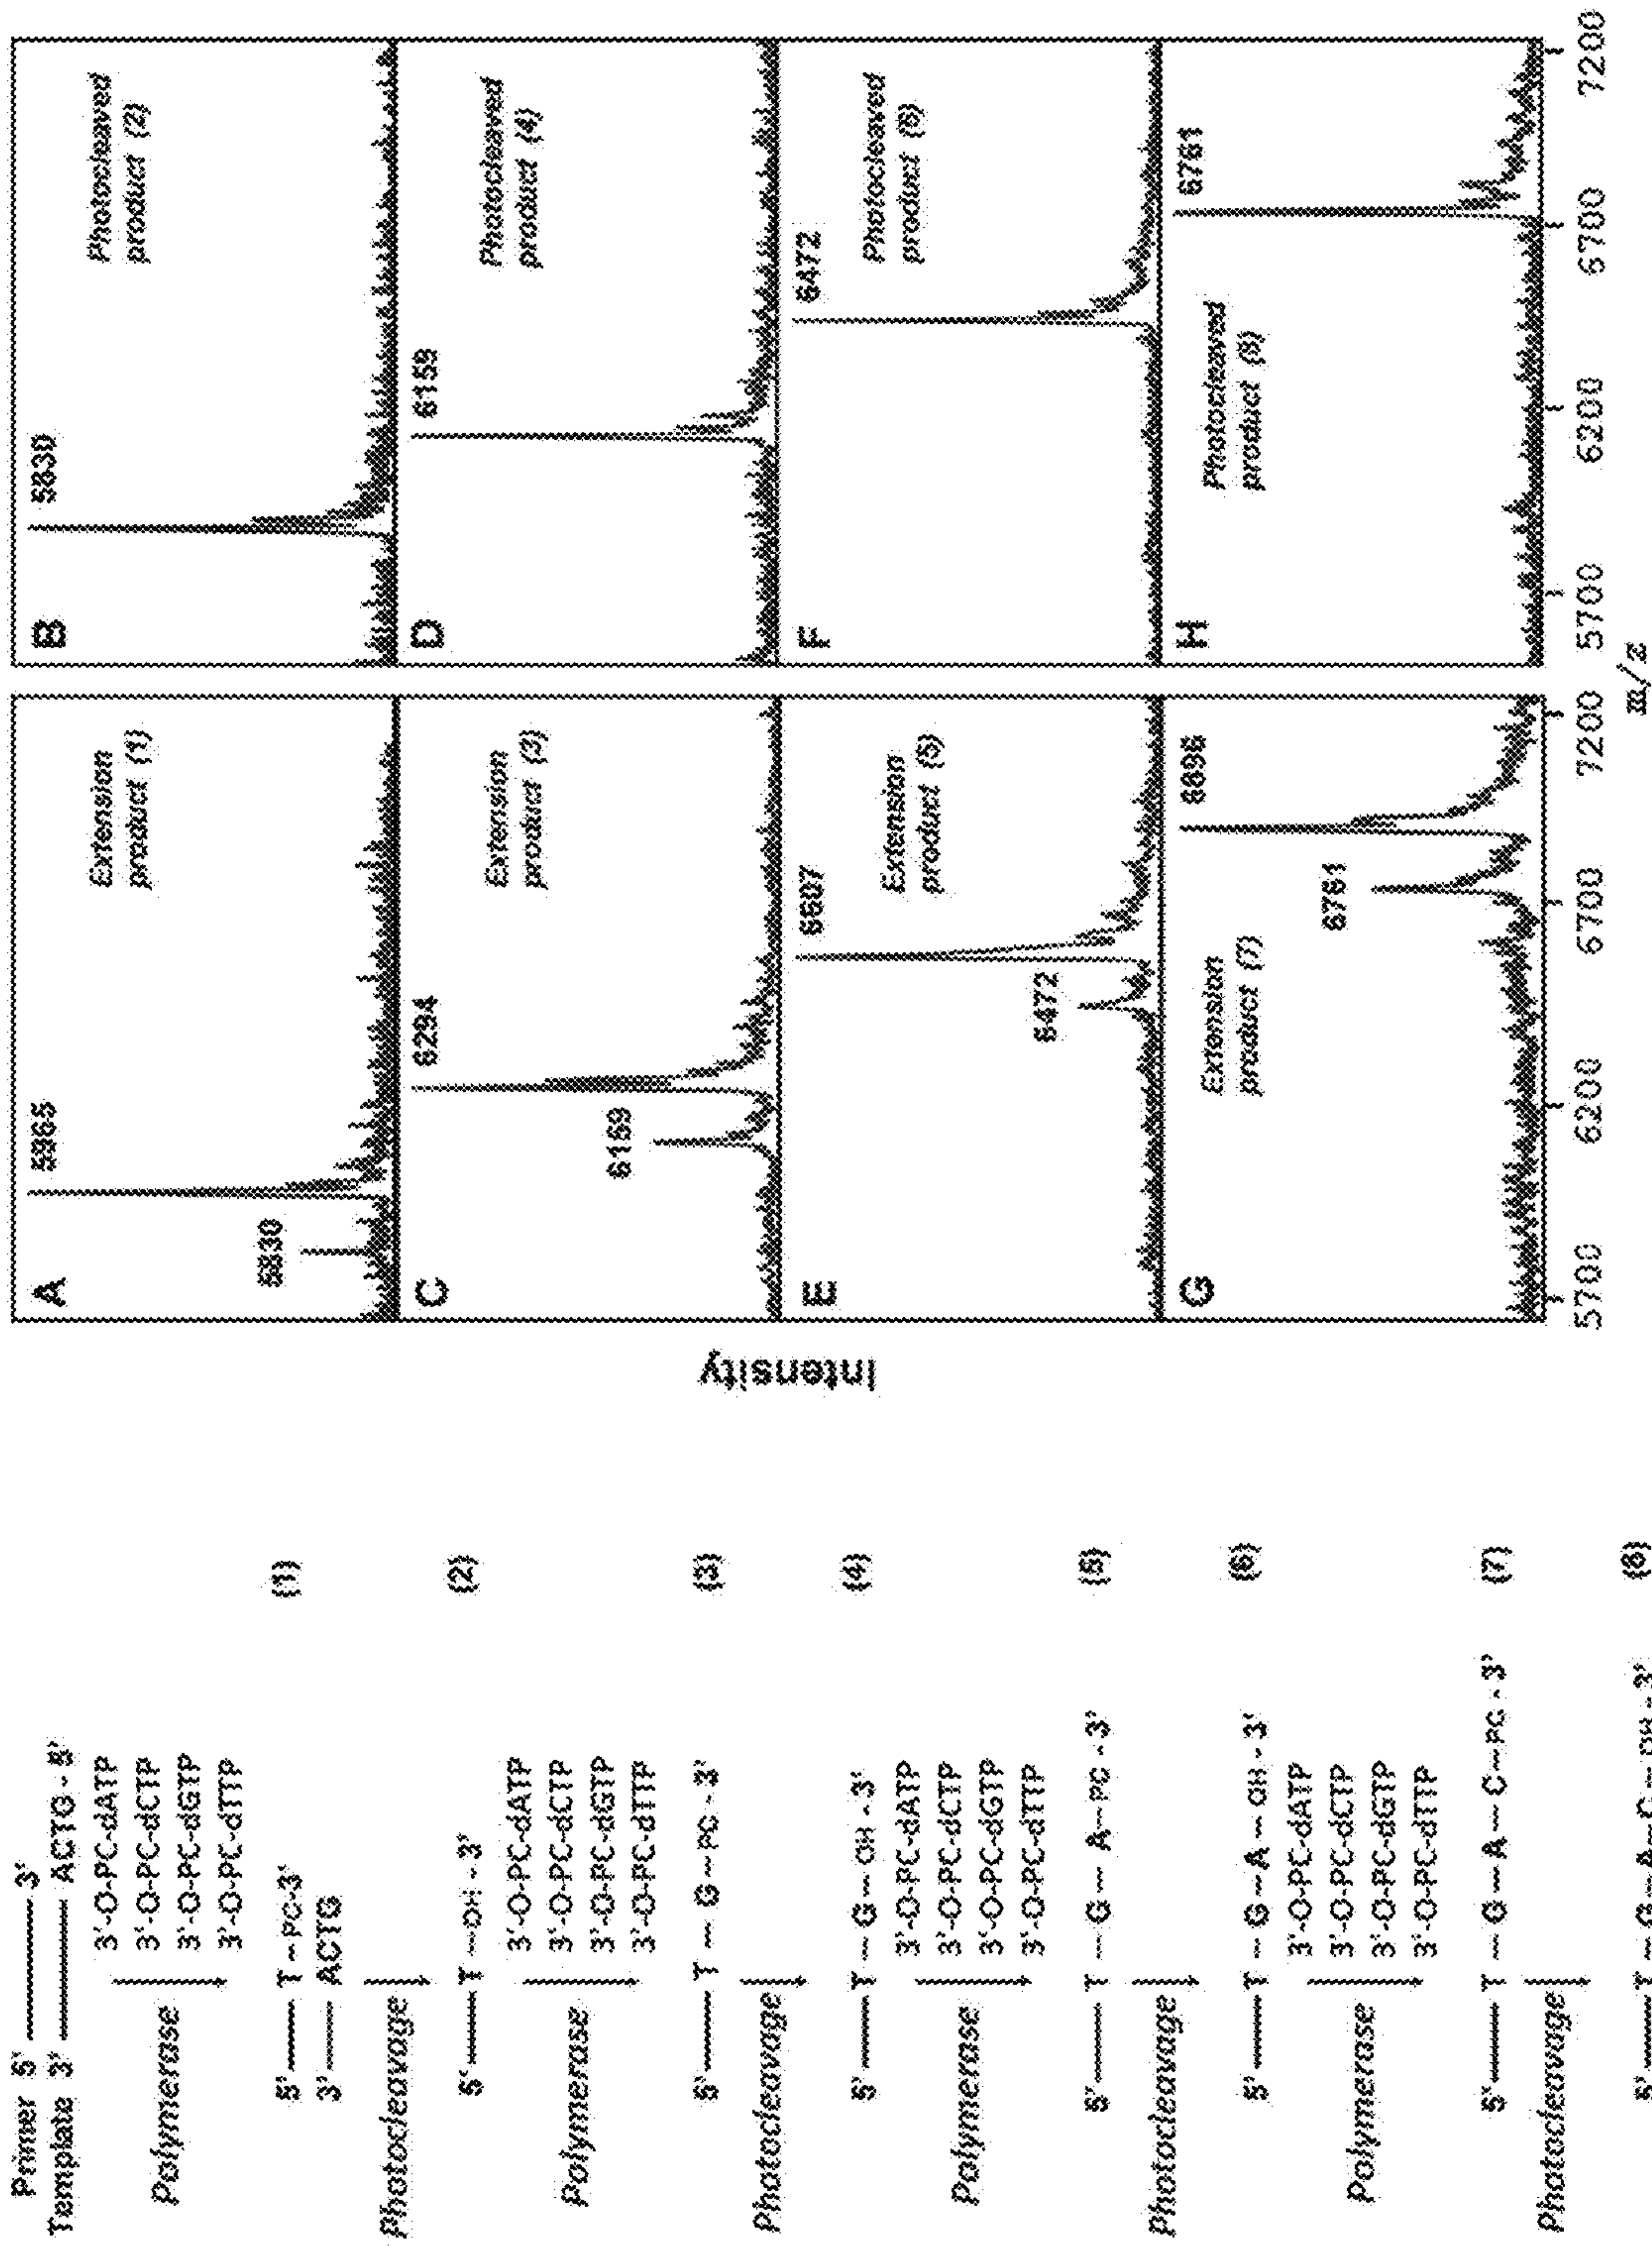 Primer 5' 3'
Template 3' ACTG - 5'
Polymerase
3'-O-PC-dATP
3'-O-PC-dCTP
3'-O-PC-dGTP
3'-O-PC-dTTP
5' T - PC-3' (1)
3' ACTG
Photocleavage
5' T - OH - 3' (2)
Polymerase
3'-O-PC-dATP
3'-O-PC-dCTP
3'-O-PC-dGTP
3'-O-PC-dTTP
5' T - G - PC - 3' (3)
Photocleavage
5' T - G - OH - 3' (4)
Polymerase
3'-O-PC-dATP
3'-O-PC-dCTP
3'-O-PC-dGTP
3'-O-PC-dTTP
5' T - G - A - PC - 3' (5)
Photocleavage
5' T - G - A - OH - 3' (6)
Polymerase
3'-O-PC-dATP
3'-O-PC-dCTP
3'-O-PC-dGTP
3'-O-PC-dTTP
5' T - G - A - C - PC - 3' (7)
Photocleavage
5' T - G - A - C - OH - 3' (8)
Intensity
A
5830
5965
Extension
product (1)
B
5830
Photocleaved
product (2)
C
6159
6294
Extension
product (3)
D
6159
Photocleaved
product (4)
E
6472
6607
Extension
product (5)
F
6472
Photocleaved
product (6)
G
Extension
product (7)
6761
6896
H
Photocleaved
product (8)
6761
5700 6200 6700 7200
5700 6200 6700 7200
m/z